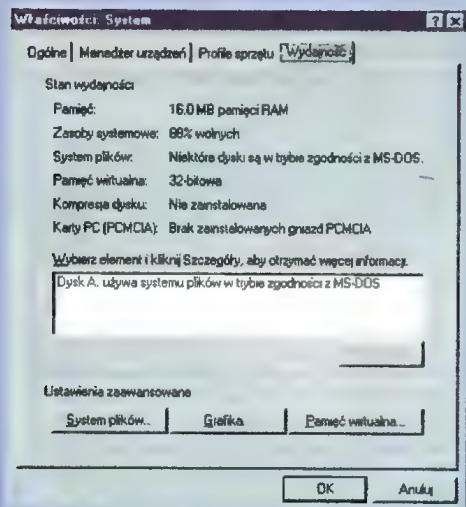 Właściwości: System
Ogólne
Menedżer urządzeń
Profile sprzętu
Wydajność
Stan wydajności
Pamięć: 16.0 MB pamięci RAM
Zasoby systemowe: 88% wolnych
System plików: Niektóre dyski są w trybie zgodności z MS-DOS.
Pamięć wirtualna: 32-bitowa
Kompresja dysku: Nie zainstalowana
Karty PC (PCMCIA): Brak zainstalowanych gniazd PCMCIA
Wybierz element i kliknij Szczegóły, aby otrzymać więcej informacji.
Dysk A. używa systemu plików w trybie zgodności z MS-DOS
Ustawienia zaawansowane
System plików...
Grafika
Pamięć wirtualna...
OK
Anuluj